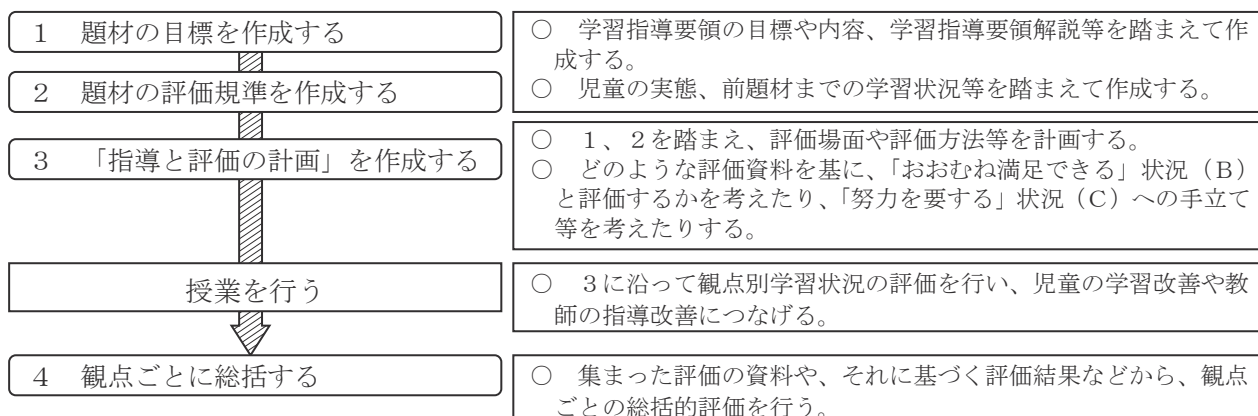 １　題材の目標を作成する
○　学習指導要領の目標や内容、学習指導要領解説等を踏まえて作
成する。
２　題材の評価規準を作成する
○　児童の実態、前題材までの学習状況等を踏まえて作成する。
３　「指導と評価の計画」を作成する
○　１、２を踏まえ、評価場面や評価方法等を計画する。
○　どのような評価資料を基に、「おおむね満足できる」状況（Ｂ）
と評価するかを考えたり、「努力を要する」状況（Ｃ）への手立て
等を考えたりする。
授業を行う
○　３に沿って観点別学習状況の評価を行い、児童の学習改善や教
師の指導改善につなげる。
４　観点ごとに総括する
○　集まった評価の資料や、それに基づく評価結果などから、観点
ごとの総括的評価を行う。